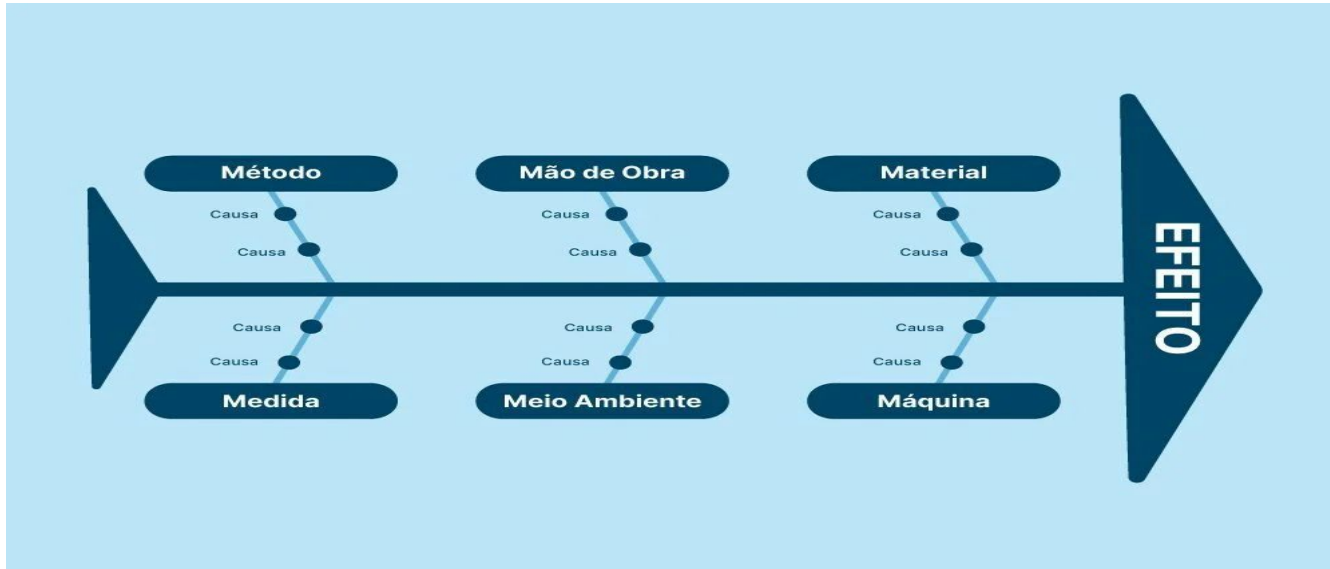 Método
Mão de Obra
Material
Causa
Causa
Causa
Causa
Causa
Causa
EFEITO
Causa
Causa
Causa
Causa
Causa
Causa
Medida
Meio Ambiente
Máquina